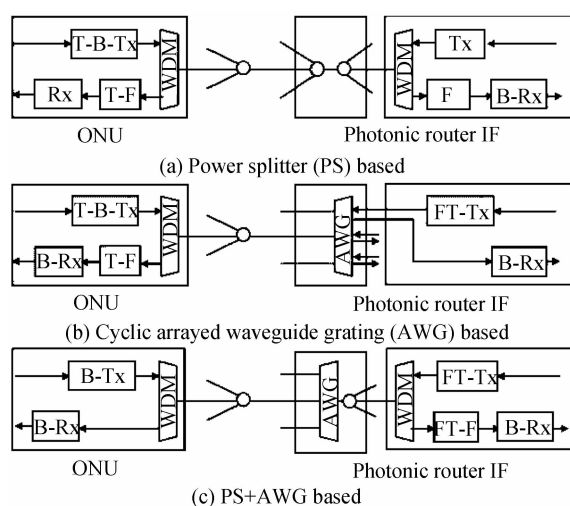 T-B-Tx WDM Rx T-F WDM Tx F B-Rx
ONU Photonic router IF
(a) Power splitter (PS) based
T-B-Tx WDM B-Rx T-F AWG FT-Tx B-Rx
ONU Photonic router IF
(b) Cyclic arrayed waveguide grating (AWG) based
B-Tx WDM B-Rx AWG WDM FT-Tx FT-F B-Rx
ONU Photonic router IF
(c) PS+AWG based